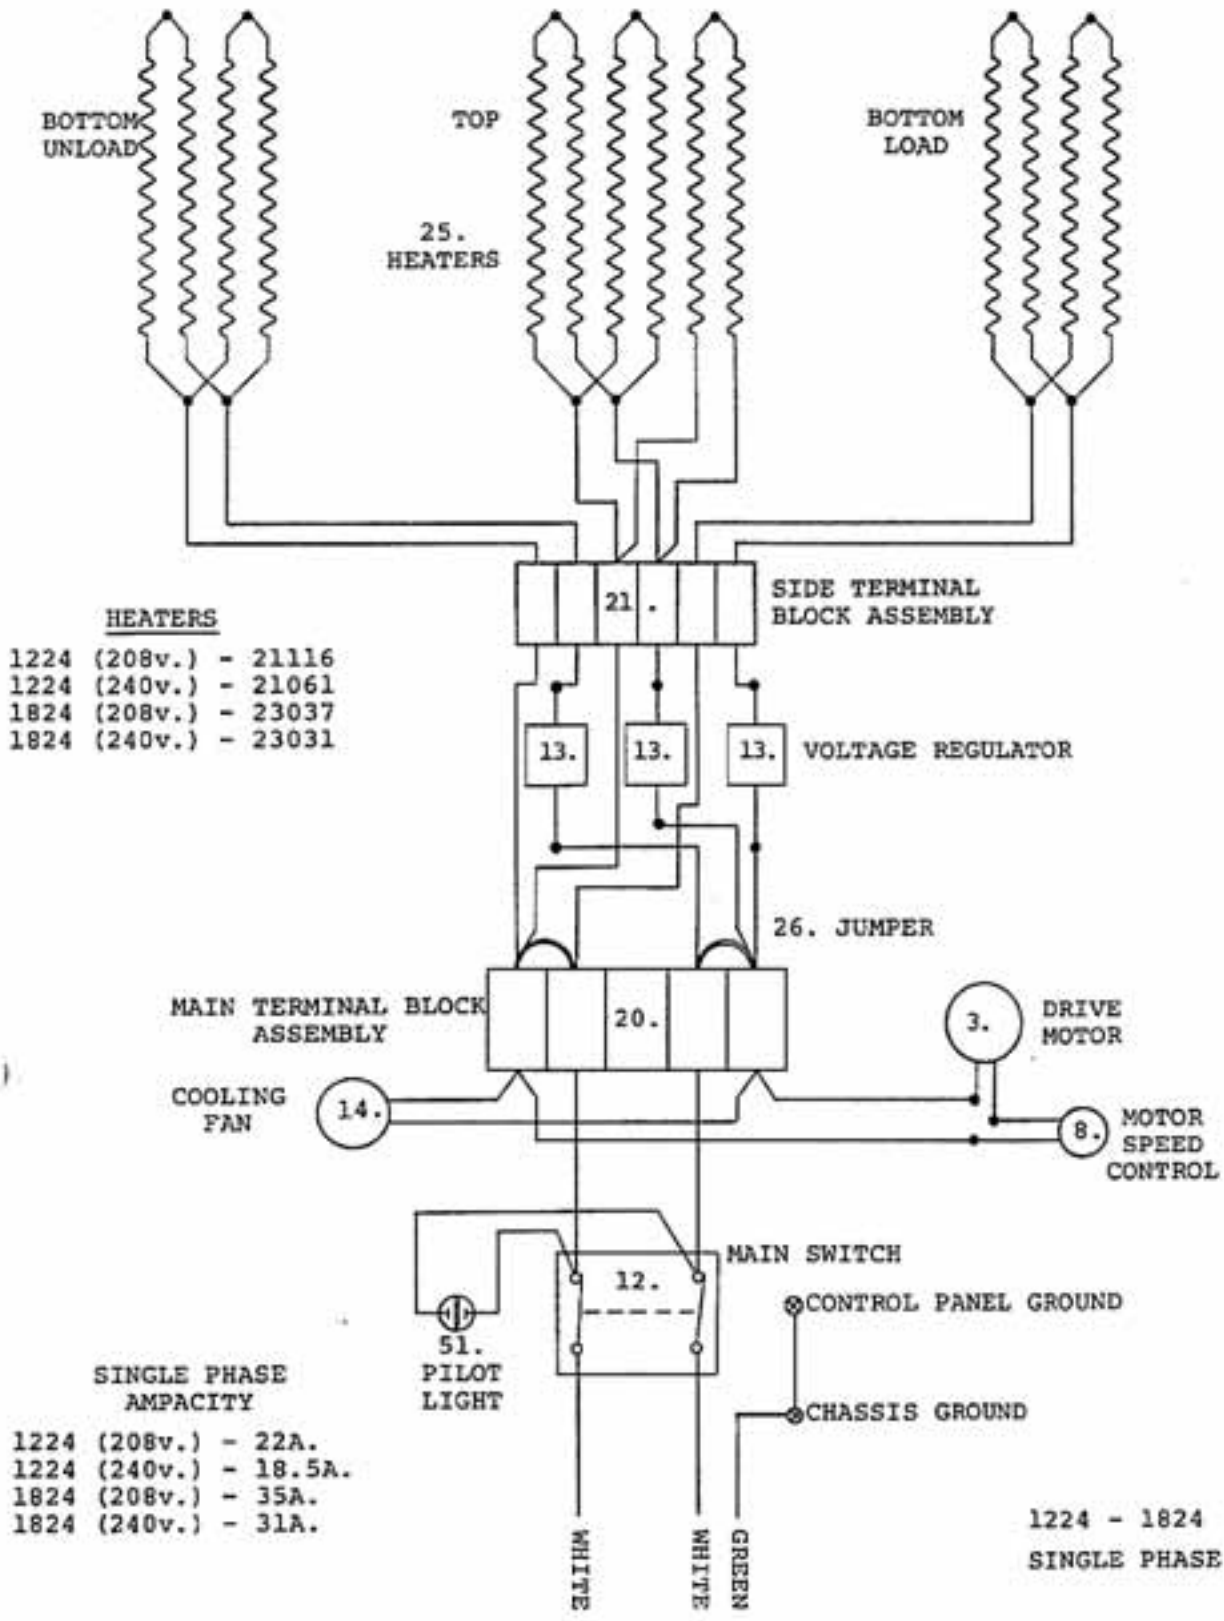 BOTTOM
UNLOAD
TOP
BOTTOM
LOAD
25.
HEATERS
21.
SIDE TERMINAL
BLOCK ASSEMBLY
HEATERS
1224 (208v.) - 21116
1224 (240v.) - 21061
1824 (208v.) - 23037
1824 (240v.) - 23031
13.
13.
13.
VOLTAGE REGULATOR
26. JUMPER
MAIN TERMINAL BLOCK
ASSEMBLY
20.
3.
DRIVE
MOTOR
COOLING
FAN
14.
8.
MOTOR
SPEED
CONTROL
MAIN SWITCH
12.
CONTROL PANEL GROUND
51.
PILOT
LIGHT
CHASSIS GROUND
SINGLE PHASE
AMPACITY
1224 (208v.) - 22A.
1224 (240v.) - 18.5A.
1824 (208v.) - 35A.
1824 (240v.) - 31A.
WHITE
WHITE
GREEN
1224 - 1824
SINGLE PHASE